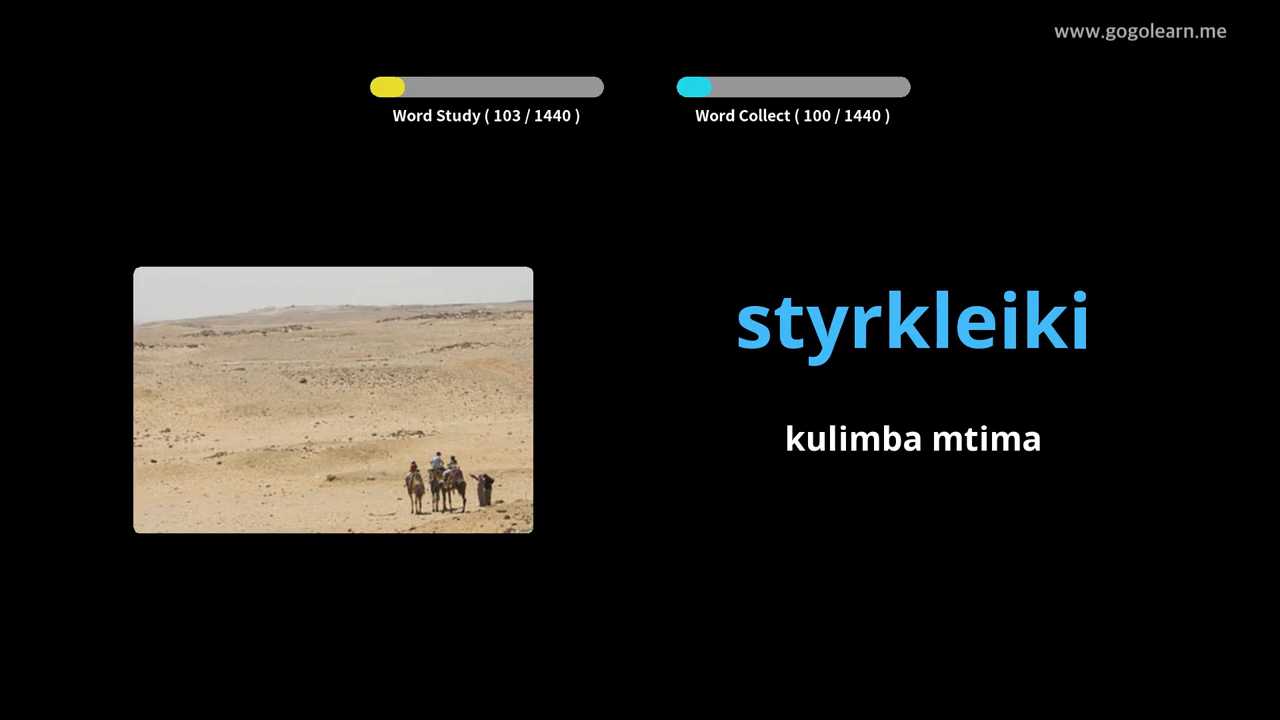 www.gogolearn.me
Word Study ( 103 / 1440 )
Word Collect ( 100 / 1440 )
styrkleiki
kulimba mtima